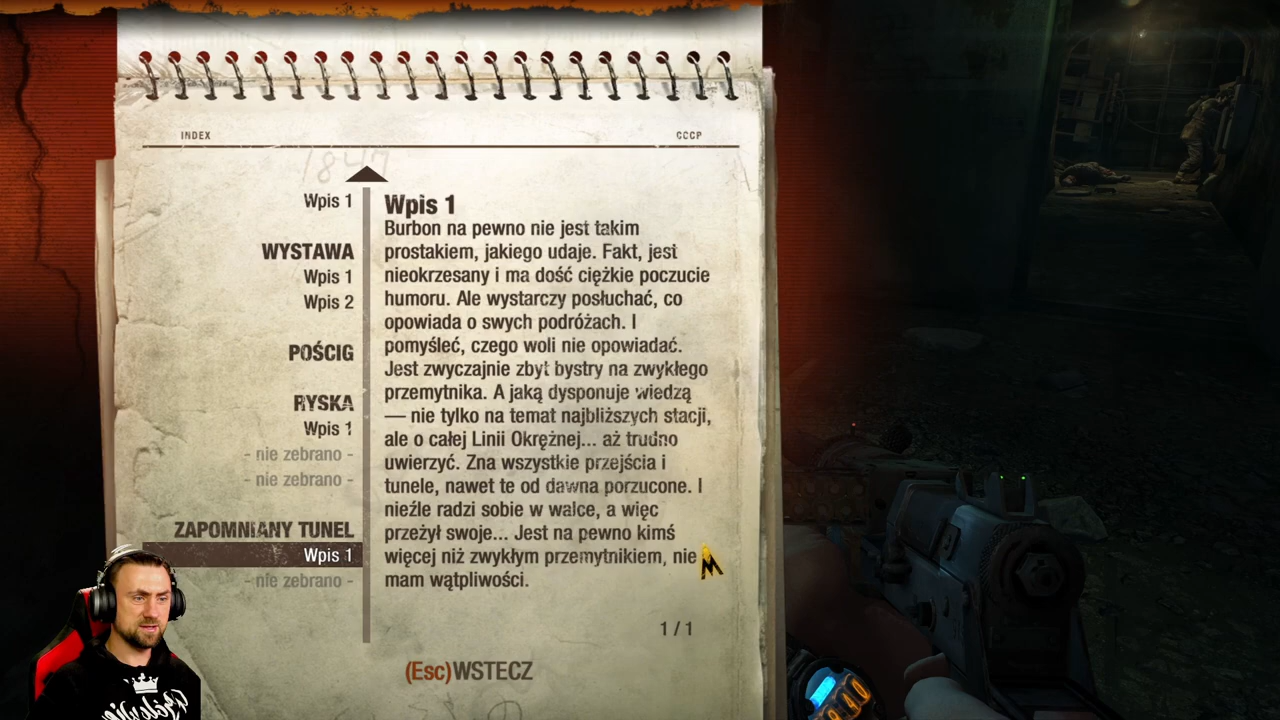 INDEX
CCCP
Wpis 1
WYSTAWA
Wpis 1
Wpis 2
POŚCIG
RYSKA
Wpis 1
- nie zebrano -
- nie zebrano -
ZAPOMNIANY TUNEL
Wpis 1
- nie zebrano -
Wpis 1
Burbon na pewno nie jest takim
prostakiem, jakiego udaje. Fakt, jest
nieokrzesany i ma dość ciężkie poczucie
humoru. Ale wystarczy posłuchać, co
opowiada o swych podróżach. I
pomyśleć, czego woli nie opowiadać.
Jest zwyczajnie zbyt bystry na zwykłego
przemytnika. A jaką dysponuje wiedzą
— nie tylko na temat najbliższych stacji,
ale o całej Linii Okrężnej... aż trudno
uwierzyć. Zna wszystkie przejścia i
tunele, nawet te od dawna porzucone. I
nieźle radzi sobie w walce, a więc
przeżył swoje... Jest na pewno kimś
więcej niż zwykłym przemytnikiem, nie
mam wątpliwości.
1 / 1
(Esc)WSTECZ